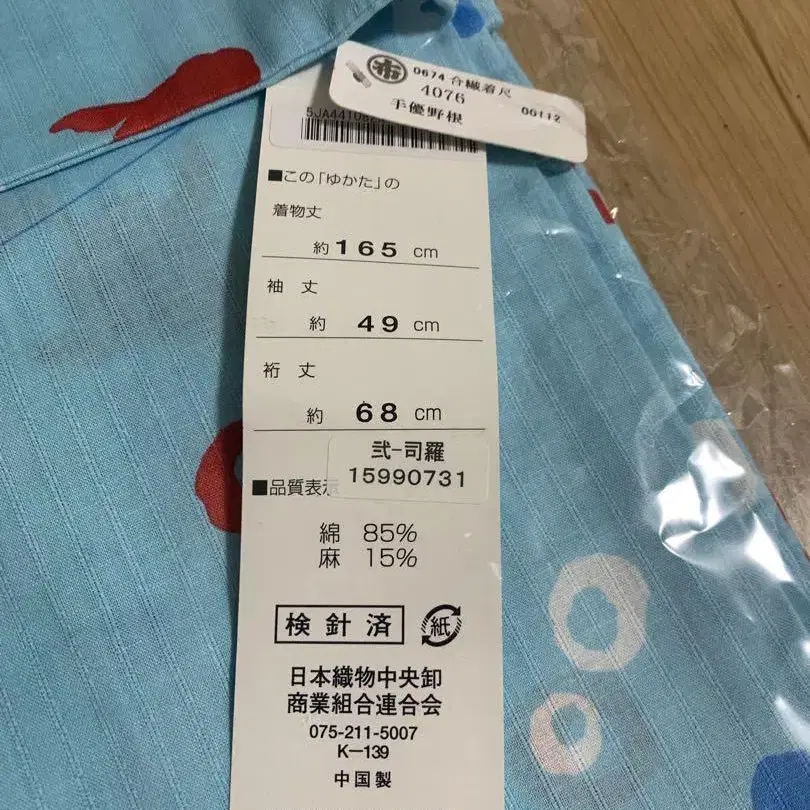 布
0674 合繊着尺
4076
00112
手優野根
5JA4410
■この「ゆかた」の
着物丈
約 165 cm
袖 丈
約 49 cm
裄 丈
約 68 cm
弐-司羅
15990731
■品質表示
綿 85%
麻 15%
検針済
紙
日本織物中央卸
商業組合連合会
075-211-5007
K-139
中国製